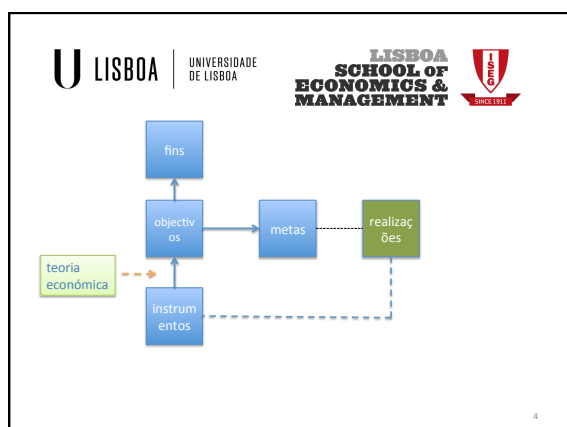 U LISBOA
UNIVERSIDADE
DE LISBOA
LISBOA
SCHOOL OF
ECONOMICS &
MANAGEMENT
ISEG
SINCE 1911
fins
objectiv
os
metas
realizaç
ões
teoria
económica
instrum
entos
4